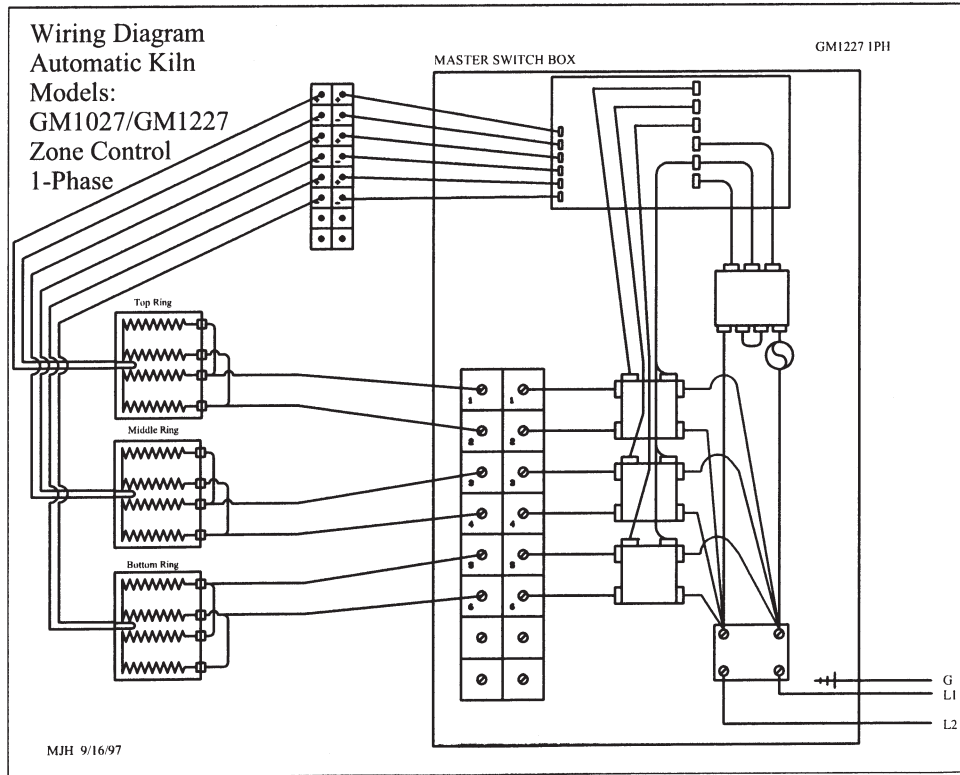 Wiring Diagram
Automatic Kiln
Models:
GM1027/GM1227
Zone Control
1-Phase
MASTER SWITCH BOX
GM1227 1PH
+ +
- -
+ +
- -
+ +
- -
Top Ring
Middle Ring
Bottom Ring
1 1
2 2
3 3
4 4
5 5
6 6
G
L1
L2
MJH 9/16/97